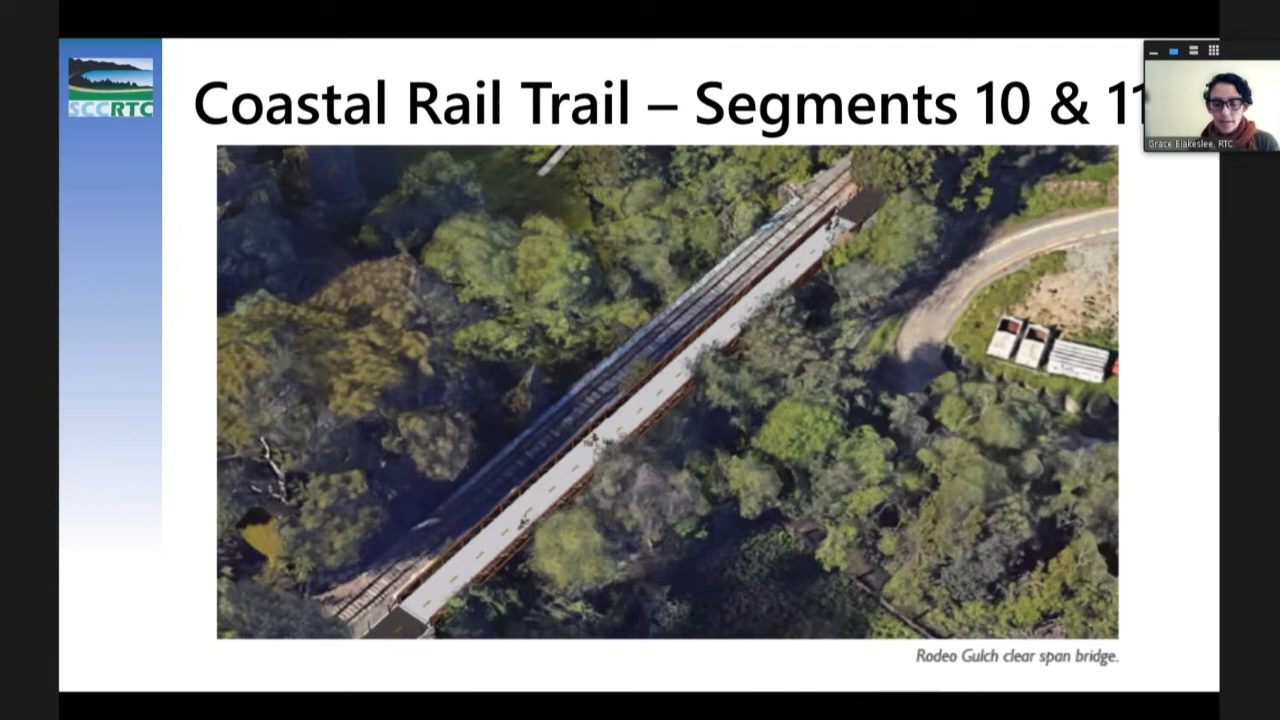 SCCRTC
Coastal Rail Trail – Segments 10 & 11
Grace Blakeslee, RTC
Rodeo Gulch clear span bridge.